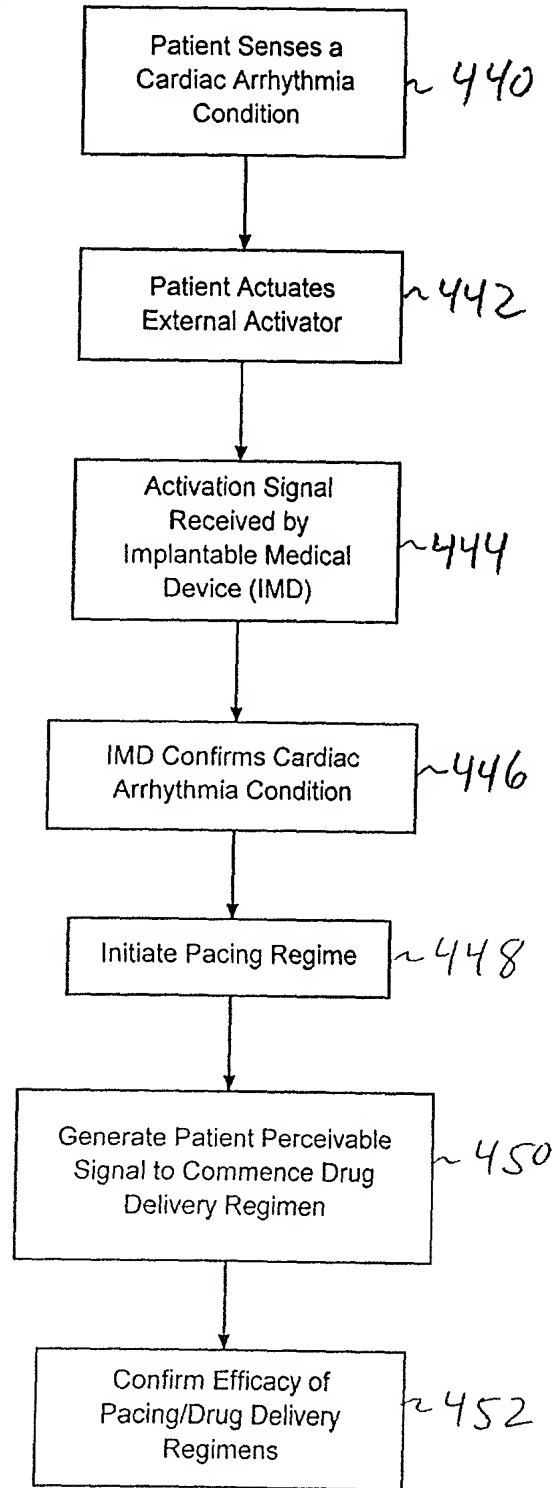 Patient Senses a
Cardiac Arrhythmia
Condition
~ 440
Patient Actuates
External Activator
~ 442
Activation Signal
Received by
Implantable Medical
Device (IMD)
~ 444
IMD Confirms Cardiac
Arrhythmia Condition
~ 446
Initiate Pacing Regime
~ 448
Generate Patient Perceivable
Signal to Commence Drug
Delivery Regimen
~ 450
Confirm Efficacy of
Pacing/Drug Delivery
Regimens
~ 452